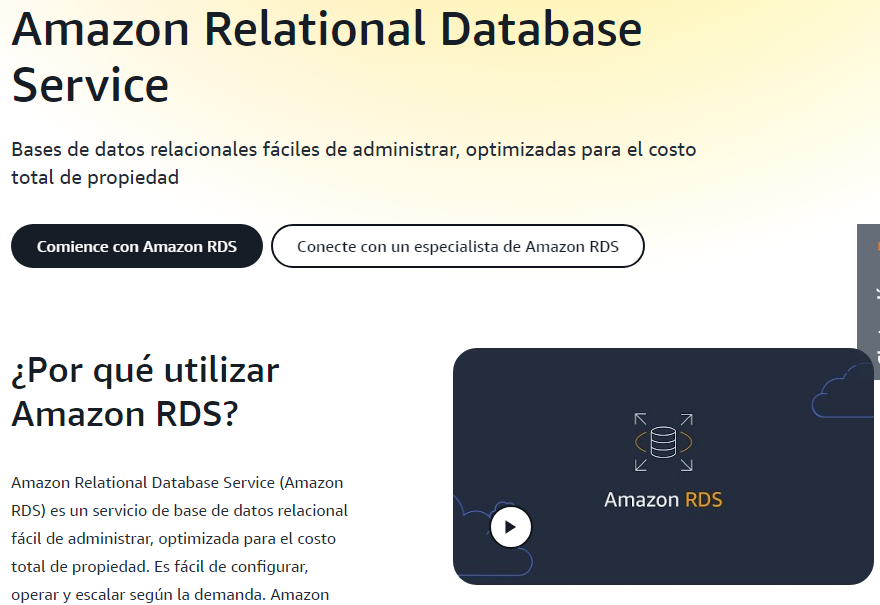 Amazon Relational Database
Service
Bases de datos relacionales fáciles de administrar, optimizadas para el costo
total de propiedad
Comience con Amazon RDS
Conecte con un especialista de Amazon RDS
¿Por qué utilizar
Amazon RDS?
Amazon Relational Database Service (Amazon
RDS) es un servicio de base de datos relacional
fácil de administrar, optimizada para el costo
total de propiedad. Es fácil de configurar,
operar y escalar según la demanda. Amazon
Amazon RDS